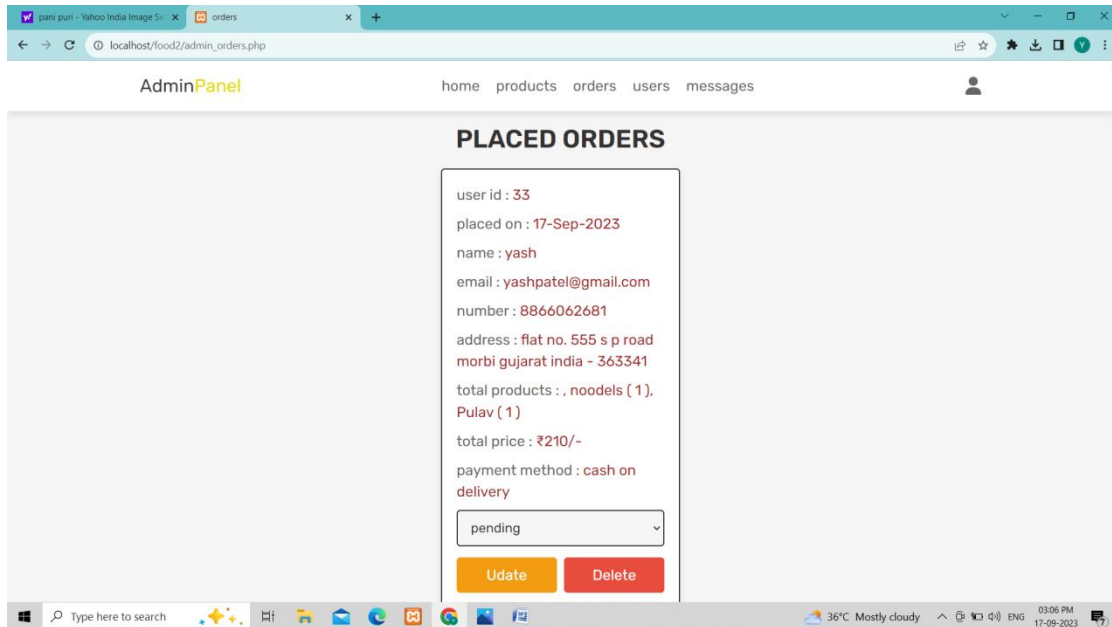 pani puri - Yahoo India Image Se
orders
localhost/food2/admin_orders.php
Y
AdminPanel
home products orders users messages
PLACED ORDERS
user id : 33
placed on : 17-Sep-2023
name : yash
email : yashpatel@gmail.com
number : 8866062681
address : flat no. 555 s p road
morbi gujarat india - 363341
total products : , noodels ( 1 ),
Pulav ( 1 )
total price : ₹210/-
payment method : cash on
delivery
pending
Udate Delete
Type here to search
36°C Mostly cloudy
ENG
03:06 PM
17-09-2023